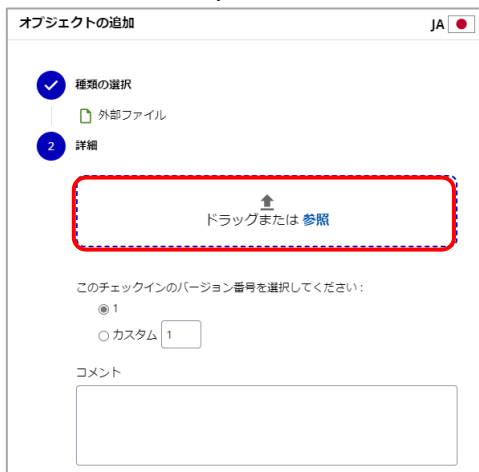 オブジェクトの追加
JA
種類の選択
外部ファイル
2 詳細
ドラッグまたは 参照
このチェックインのバージョン番号を選択してください:
1
カスタム 1
コメント